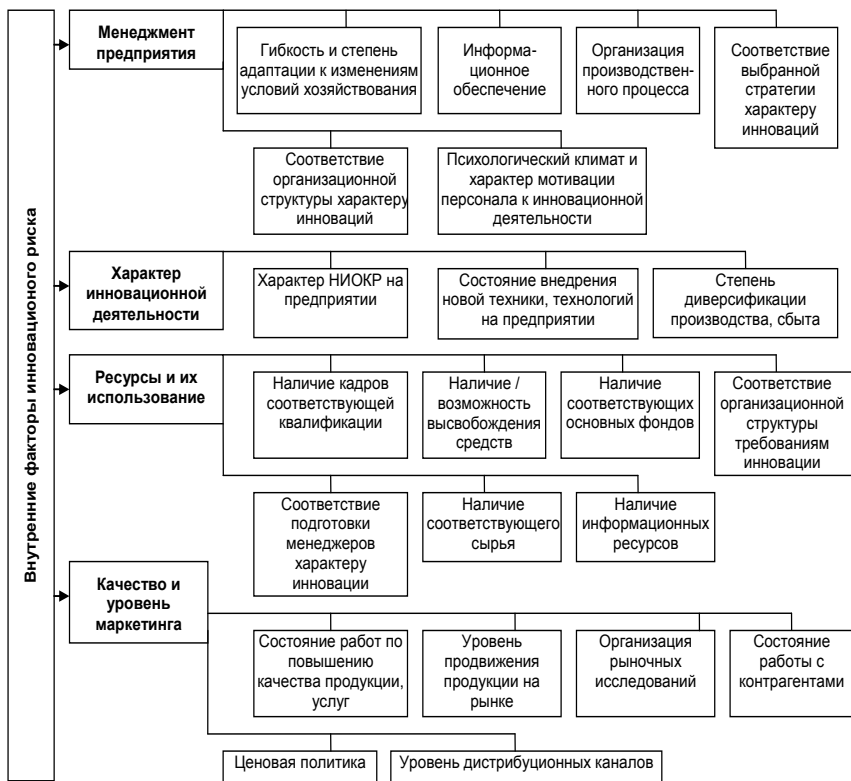 Внутренние факторы инновационого риска
Менеджмент
предприятия
Гибкость и степень
адаптации к изменениям
условий хозяйствования
Информа-
ционное
обеспечение
Организация
производствен-
ного процесса
Соответствие
выбранной
стратегии
характеру
инноваций
Соответствие
организационной
структуры характеру
инноваций
Психологический климат и
характер мотивации
персонала к инновационной
деятельности
Характер
инновационной
деятельности
Характер НИОКР на
предприятии
Состояние внедрения
новой техники, технологий
на предприятии
Степень
диверсификации
производства, сбыта
Ресурсы и их
использование
Наличие кадров
соответствующей
квалификации
Наличие /
возможность
высвобождения
средств
Наличие
соответствующих
основных фондов
Соответствие
организационной
структуры
требованиям
инновации
Соответствие
подготовки
менеджеров
характеру
инновации
Наличие
соответствующего
сырья
Наличие
информационных
ресурсов
Качество и
уровень
маркетинга
Состояние работ по
повышению
качества продукции,
услуг
Уровень
продвижения
продукции на
рынке
Организация
рыночных
исследований
Состояние
работы с
контрагентами
Ценовая политика
Уровень дистрибуционных каналов